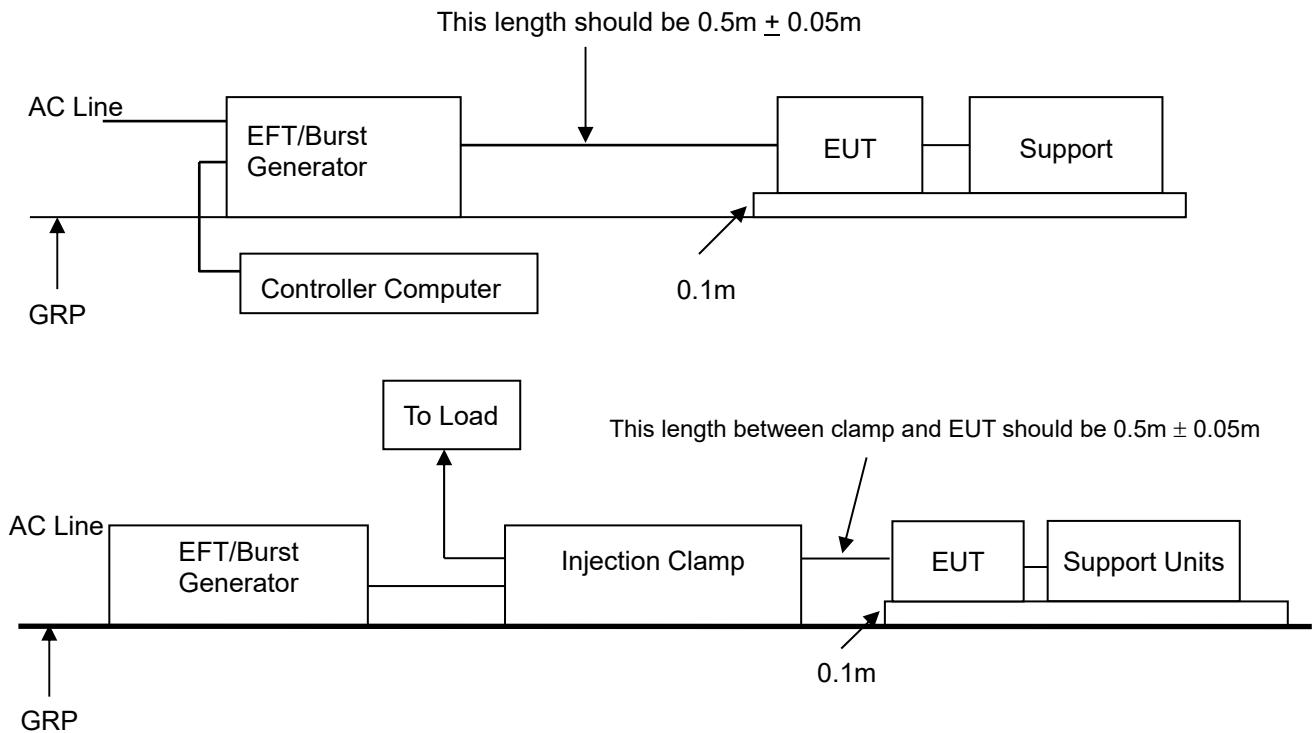 This length should be 0.5m ± 0.05m
AC Line
EFT/Burst
Generator
EUT
Support
Controller Computer
0.1m
GRP
To Load
This length between clamp and EUT should be 0.5m ± 0.05m
AC Line
EFT/Burst
Generator
Injection Clamp
EUT
Support Units
0.1m
GRP